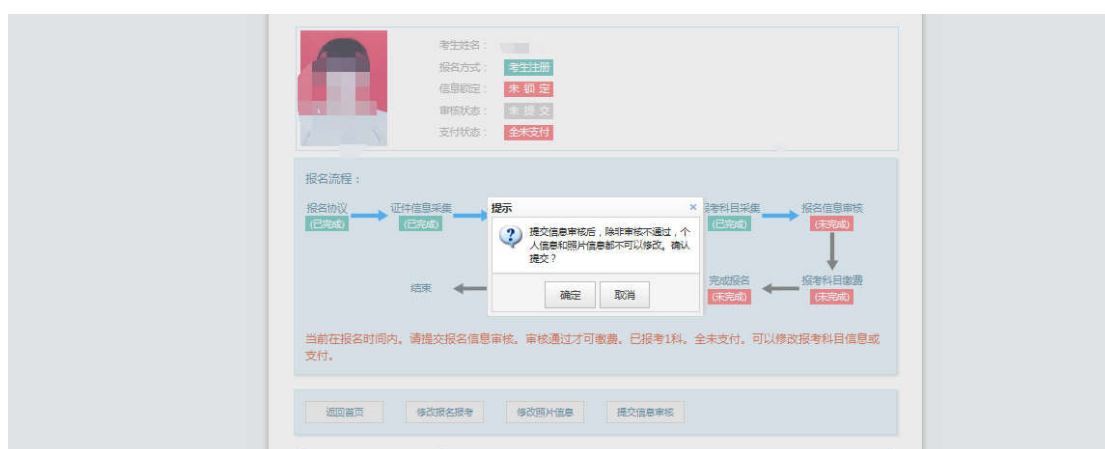 考生姓名：
报名方式： 考生注册
信息锁定： 未 锁 定
审核状态： 未 提 交
支付状态： 全未支付
报名流程：
报名协议 证件信息采集 报考科目采集 报名信息审核
(已完成) (已完成) (已完成) (未完成)
提示 ×
提交信息审核后，除非审核不通过，个
人信息和照片信息都不可以修改。确认
提交？
确定 取消
结束 完成报名 报考科目缴费
(未完成) (未完成)
当前在报名时间内。请提交报名信息审核。审核通过才可缴费。已报考1科。全未支付。可以修改报考科目信息或
支付。
返回首页 修改报名报考 修改照片信息 提交信息审核